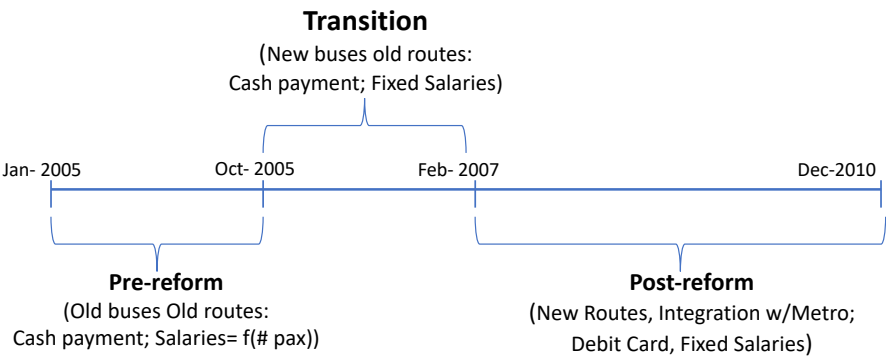 Transition
(New buses old routes:
Cash payment; Fixed Salaries)
Jan- 2005
Oct- 2005
Feb- 2007
Dec-2010
Pre-reform
(Old buses Old routes:
Cash payment; Salaries= f(# pax))
Post-reform
(New Routes, Integration w/Metro;
Debit Card, Fixed Salaries)